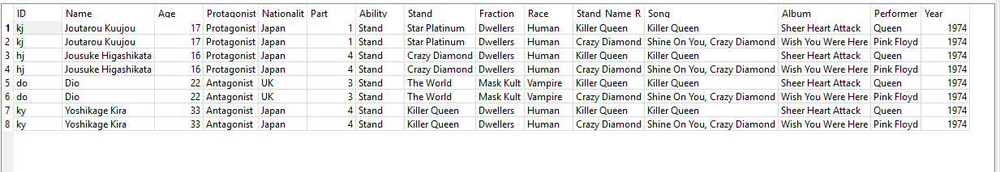 ID Name Age Protagonist Nationalit Part Ability Stand Fraction Race Stand_Name_R Song Album Performer Year
1 kj Joutarou Kuujou 17 Protagonist Japan 1 Stand Star Platinum Dwellers Human Killer Queen Killer Queen Sheer Heart Attack Queen 1974
2 kj Joutarou Kuujou 17 Protagonist Japan 1 Stand Star Platinum Dwellers Human Crazy Diamond Shine On You, Crazy Diamond Wish You Were Here Pink Floyd 1974
3 hj Jousuke Higashikata 16 Protagonist Japan 4 Stand Crazy Diamond Dwellers Human Killer Queen Killer Queen Sheer Heart Attack Queen 1974
4 hj Jousuke Higashikata 16 Protagonist Japan 4 Stand Crazy Diamond Dwellers Human Crazy Diamond Shine On You, Crazy Diamond Wish You Were Here Pink Floyd 1974
5 do Dio 22 Antagonist UK 3 Stand The World Mask Kult Vampire Killer Queen Killer Queen Sheer Heart Attack Queen 1974
6 do Dio 22 Antagonist UK 3 Stand The World Mask Kult Vampire Crazy Diamond Shine On You, Crazy Diamond Wish You Were Here Pink Floyd 1974
7 ky Yoshikage Kira 33 Antagonist Japan 4 Stand Killer Queen Dwellers Human Killer Queen Killer Queen Sheer Heart Attack Queen 1974
8 ky Yoshikage Kira 33 Antagonist Japan 4 Stand Killer Queen Dwellers Human Crazy Diamond Shine On You, Crazy Diamond Wish You Were Here Pink Floyd 1974